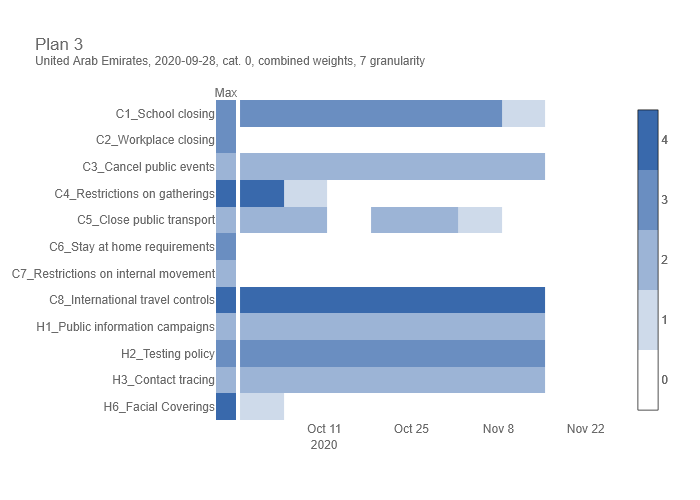 Plan 3
United Arab Emirates, 2020-09-28, cat. 0, combined weights, 7 granularity
Max
C1_School closing
C2_Workplace closing
C3_Cancel public events
C4_Restrictions on gatherings
C5_Close public transport
C6_Stay at home requirements
C7_Restrictions on internal movement
C8_International travel controls
H1_Public information campaigns
H2_Testing policy
H3_Contact tracing
H6_Facial Coverings
Oct 11 Oct 25 Nov 8 Nov 22
2020
4
3
2
1
0